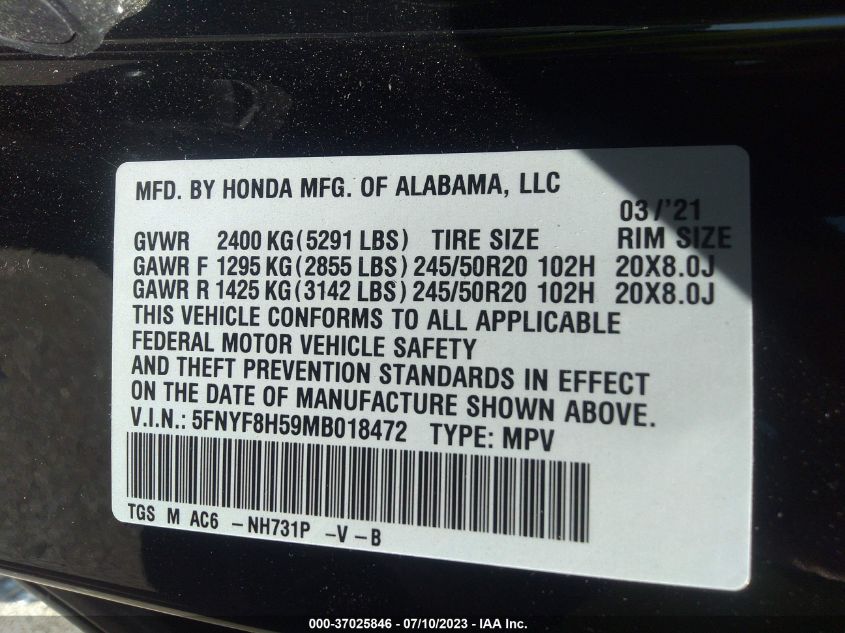 MFD. BY HONDA MFG. OF ALABAMA, LLC
03/'21
GVWR 2400 KG(5291 LBS) TIRE SIZE RIM SIZE
GAWR F 1295 KG(2855 LBS) 245/50R20 102H 20X8.0J
GAWR R 1425 KG(3142 LBS) 245/50R20 102H 20X8.0J
THIS VEHICLE CONFORMS TO ALL APPLICABLE
FEDERAL MOTOR VEHICLE SAFETY
AND THEFT PREVENTION STANDARDS IN EFFECT
ON THE DATE OF MANUFACTURE SHOWN ABOVE.
V.I.N.: 5FNYF8H59MB018472 TYPE: MPV
TGS M AC6 -NH731P -V -B
000-37025846 - 07/10/2023 - IAA Inc.